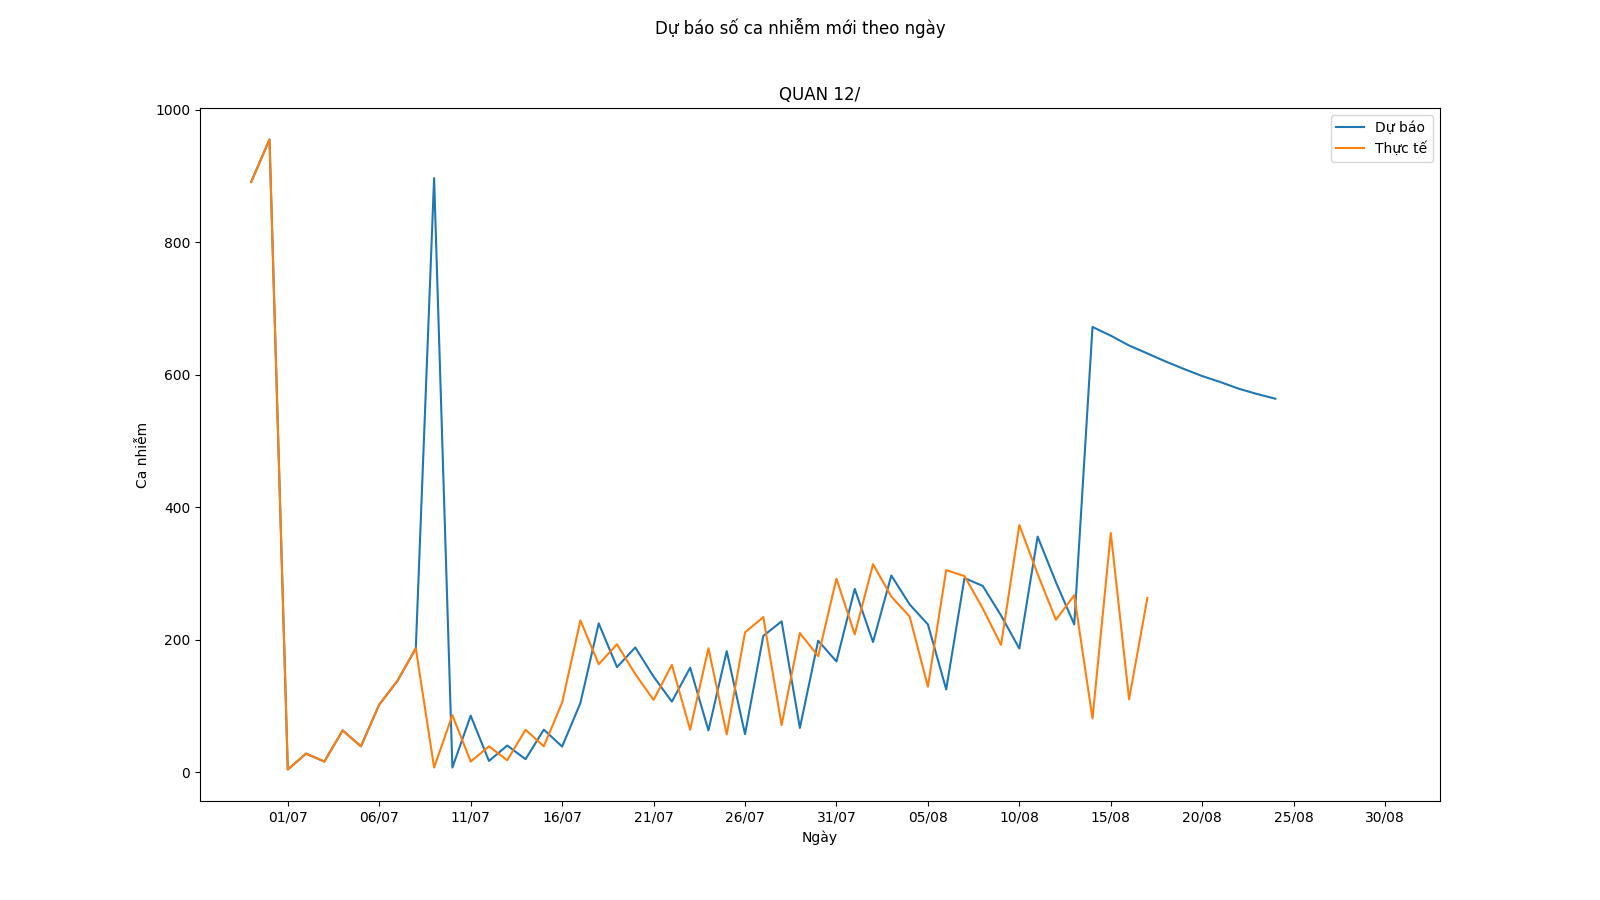 Dự báo số ca nhiễm mới theo ngày
QUAN 12/
1000
800
600
400
200
0
Ca nhiễm
Dự báo
Thực tế
01/07 06/07 11/07 16/07 21/07 26/07 31/07 05/08 10/08 15/08 20/08 25/08 30/08
Ngày